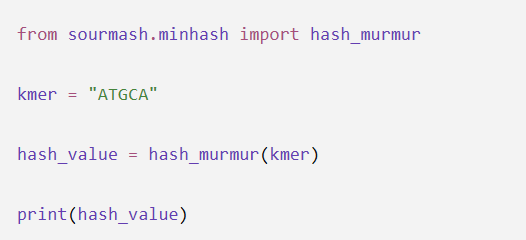 from sourmash.minhash import hash_murmur
kmer = "ATGCA"
hash_value = hash_murmur(kmer)
print(hash_value)